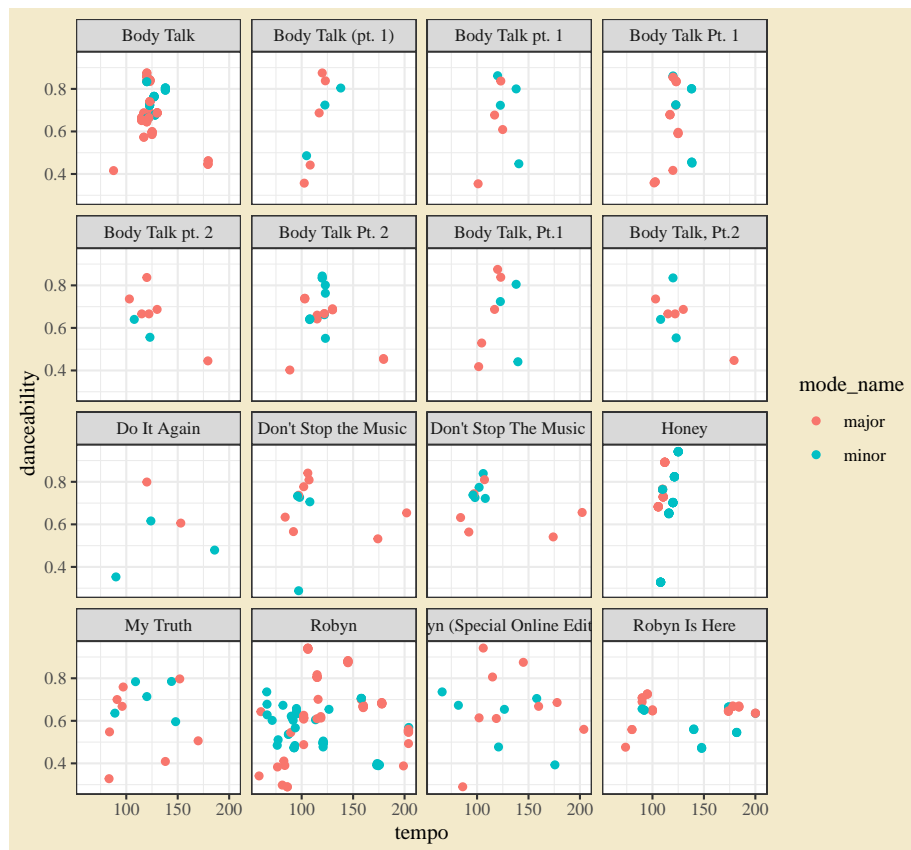 Body Talk
Body Talk (pt. 1)
Body Talk pt. 1
Body Talk Pt. 1
0.8
0.6
0.4
Body Talk pt. 2
Body Talk Pt. 2
Body Talk, Pt.1
Body Talk, Pt.2
0.8
0.6
0.4
danceability
mode_name
major
minor
Do It Again
Don't Stop the Music
Don't Stop The Music
Honey
0.8
0.6
0.4
My Truth
Robyn
yn (Special Online Edit
Robyn Is Here
0.8
0.6
0.4
100 150 200
100 150 200
100 150 200
100 150 200
tempo